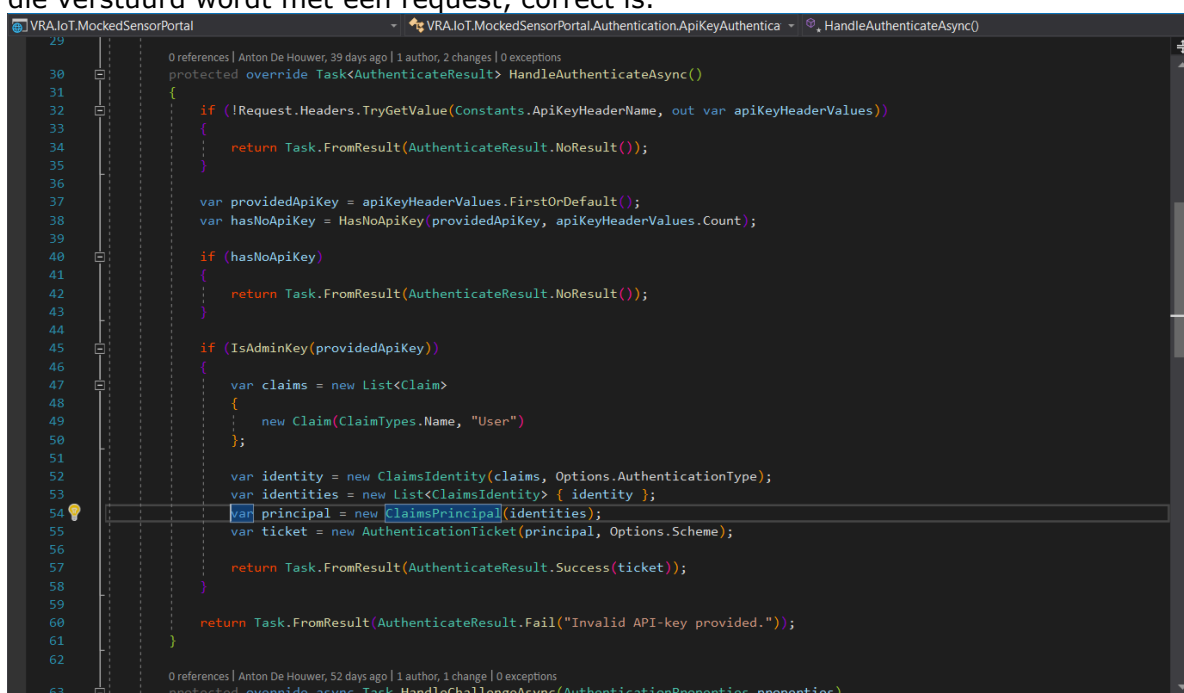 die verstuurd wordt met een request, correct is.
VRA.IoT.MockedSensorPortal VRA.IoT.MockedSensorPortal.Authentication.ApiKeyAuthentica HandleAuthenticateAsync()
29
0 references | Anton De Houwer, 39 days ago | 1 author, 2 changes | 0 exceptions
30 protected override Task<AuthenticateResult> HandleAuthenticateAsync()
31 {
32 if (!Request.Headers.TryGetValue(Constants.ApiKeyHeaderName, out var apiKeyHeaderValues))
33 {
34 return Task.FromResult(AuthenticateResult.NoResult());
35 }
36
37 var providedApiKey = apiKeyHeaderValues.FirstOrDefault();
38 var hasNoApiKey = HasNoApiKey(providedApiKey, apiKeyHeaderValues.Count);
39
40 if (hasNoApiKey)
41 {
42 return Task.FromResult(AuthenticateResult.NoResult());
43 }
44
45 if (IsAdminKey(providedApiKey))
46 {
47 var claims = new List<Claim>
48 {
49 new Claim(ClaimTypes.Name, "User")
50 };
51
52 var identity = new ClaimsIdentity(claims, Options.AuthenticationType);
53 var identities = new List<ClaimsIdentity> { identity };
54 var principal = new ClaimsPrincipal(identities);
55 var ticket = new AuthenticationTicket(principal, Options.Scheme);
56
57 return Task.FromResult(AuthenticateResult.Success(ticket));
58 }
59
60 return Task.FromResult(AuthenticateResult.Fail("Invalid API-key provided."));
61 }
62
0 references | Anton De Houwer, 52 days ago | 1 author, 1 change | 0 exceptions
63 protected override async Task HandleChallengeAsync(AuthenticationProperties properties)